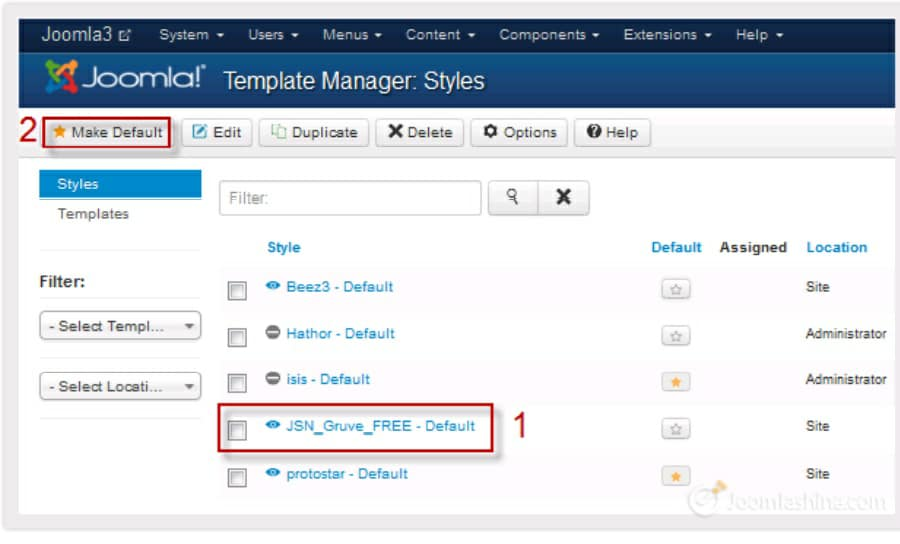 Joomla3 System Users Menus Content Components Extensions Help
Joomla!® Template Manager: Styles
2 Make Default Edit Duplicate Delete Options Help
Styles
Templates
Filter:
Style Default Assigned Location
Filter:
Beez3 - Default Site
- Select Templ...
Hathor - Default Administrator
isis - Default Administrator
- Select Locati...
JSN_Gruve_FREE - Default 1 Site
protostar - Default Site
Joomlashine.com